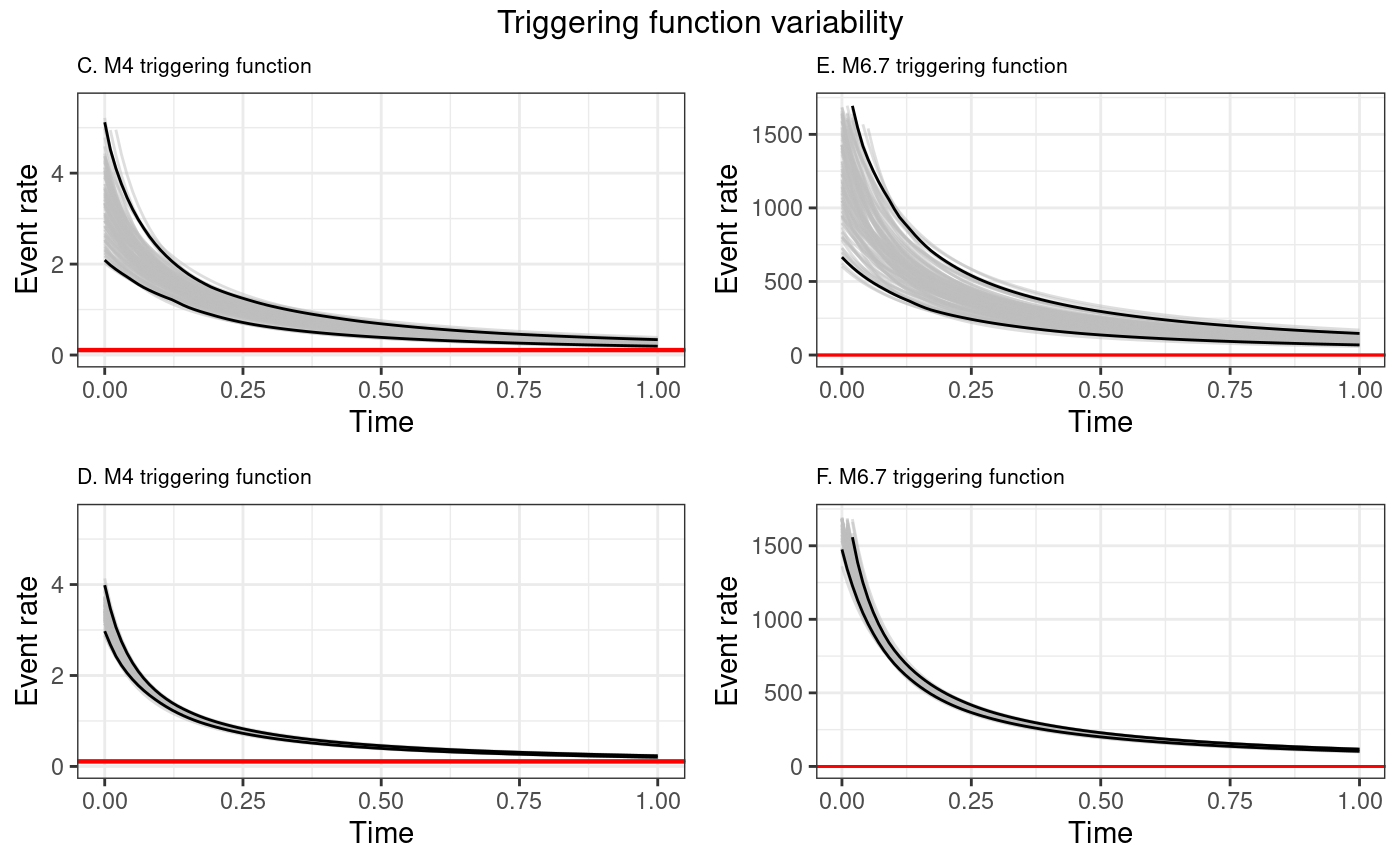 Triggering function variability
C. M4 triggering function
Event rate
4
2
0
0.00 0.25 0.50 0.75 1.00
Time
E. M6.7 triggering function
Event rate
1500
1000
500
0
0.00 0.25 0.50 0.75 1.00
Time
D. M4 triggering function
Event rate
4
2
0
0.00 0.25 0.50 0.75 1.00
Time
F. M6.7 triggering function
Event rate
1500
1000
500
0
0.00 0.25 0.50 0.75 1.00
Time